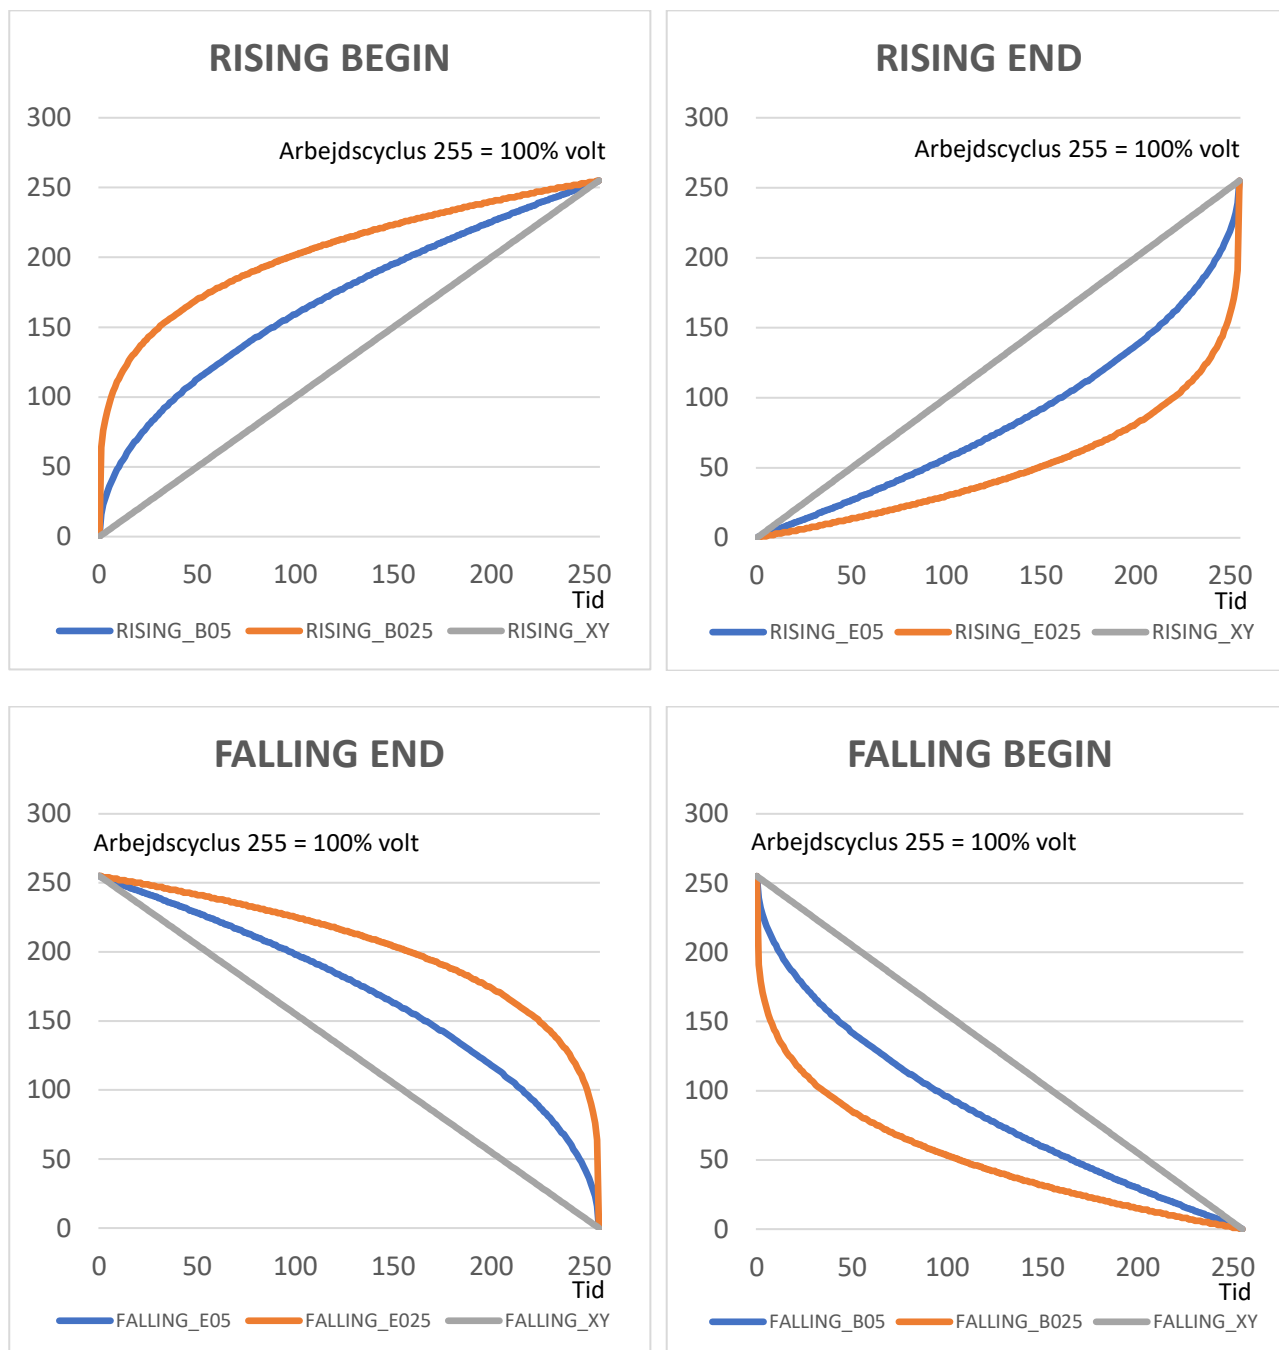 RISING BEGIN
300
Arbejdscyclus 255 = 100% volt
250
200
150
100
50
0
0 50 100 150 200 250
Tid
RISING_B05 RISING_B025 RISING_XY
RISING END
300
Arbejdscyclus 255 = 100% volt
250
200
150
100
50
0
0 50 100 150 200 250
Tid
RISING_E05 RISING_E025 RISING_XY
FALLING END
300
Arbejdscyclus 255 = 100% volt
250
200
150
100
50
0
0 50 100 150 200 250
Tid
FALLING_E05 FALLING_E025 FALLING_XY
FALLING BEGIN
300
Arbejdscyclus 255 = 100% volt
250
200
150
100
50
0
0 50 100 150 200 250
Tid
FALLING_B05 FALLING_B025 FALLING_XY